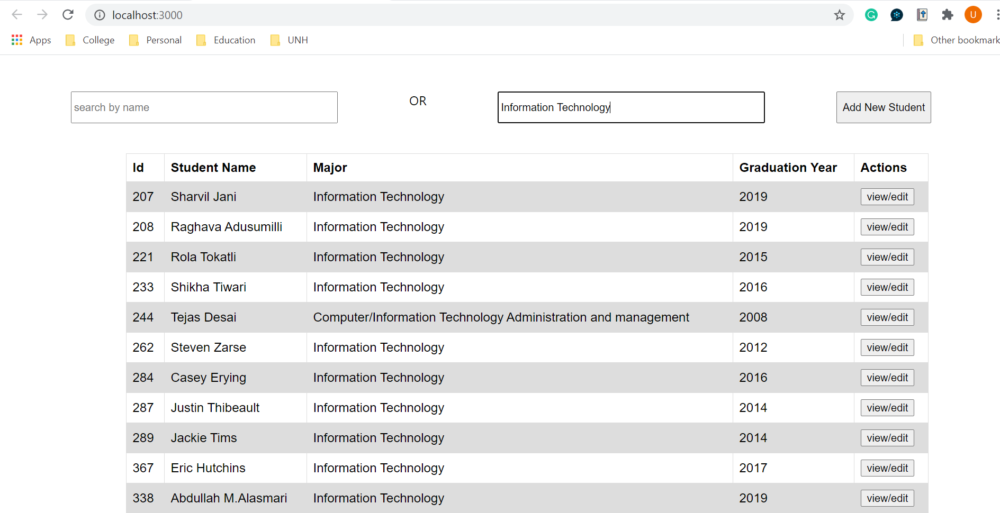 localhost:3000
U
Apps College Personal Education UNH Other bookmark
search by name OR Information Technology Add New Student
Id Student Name Major Graduation Year Actions
207 Sharvil Jani Information Technology 2019 view/edit
208 Raghava Adusumilli Information Technology 2019 view/edit
221 Rola Tokatli Information Technology 2015 view/edit
233 Shikha Tiwari Information Technology 2016 view/edit
244 Tejas Desai Computer/Information Technology Administration and management 2008 view/edit
262 Steven Zarse Information Technology 2012 view/edit
284 Casey Erying Information Technology 2016 view/edit
287 Justin Thibeault Information Technology 2014 view/edit
289 Jackie Tims Information Technology 2014 view/edit
367 Eric Hutchins Information Technology 2017 view/edit
338 Abdullah M.Alasmari Information Technology 2019 view/edit